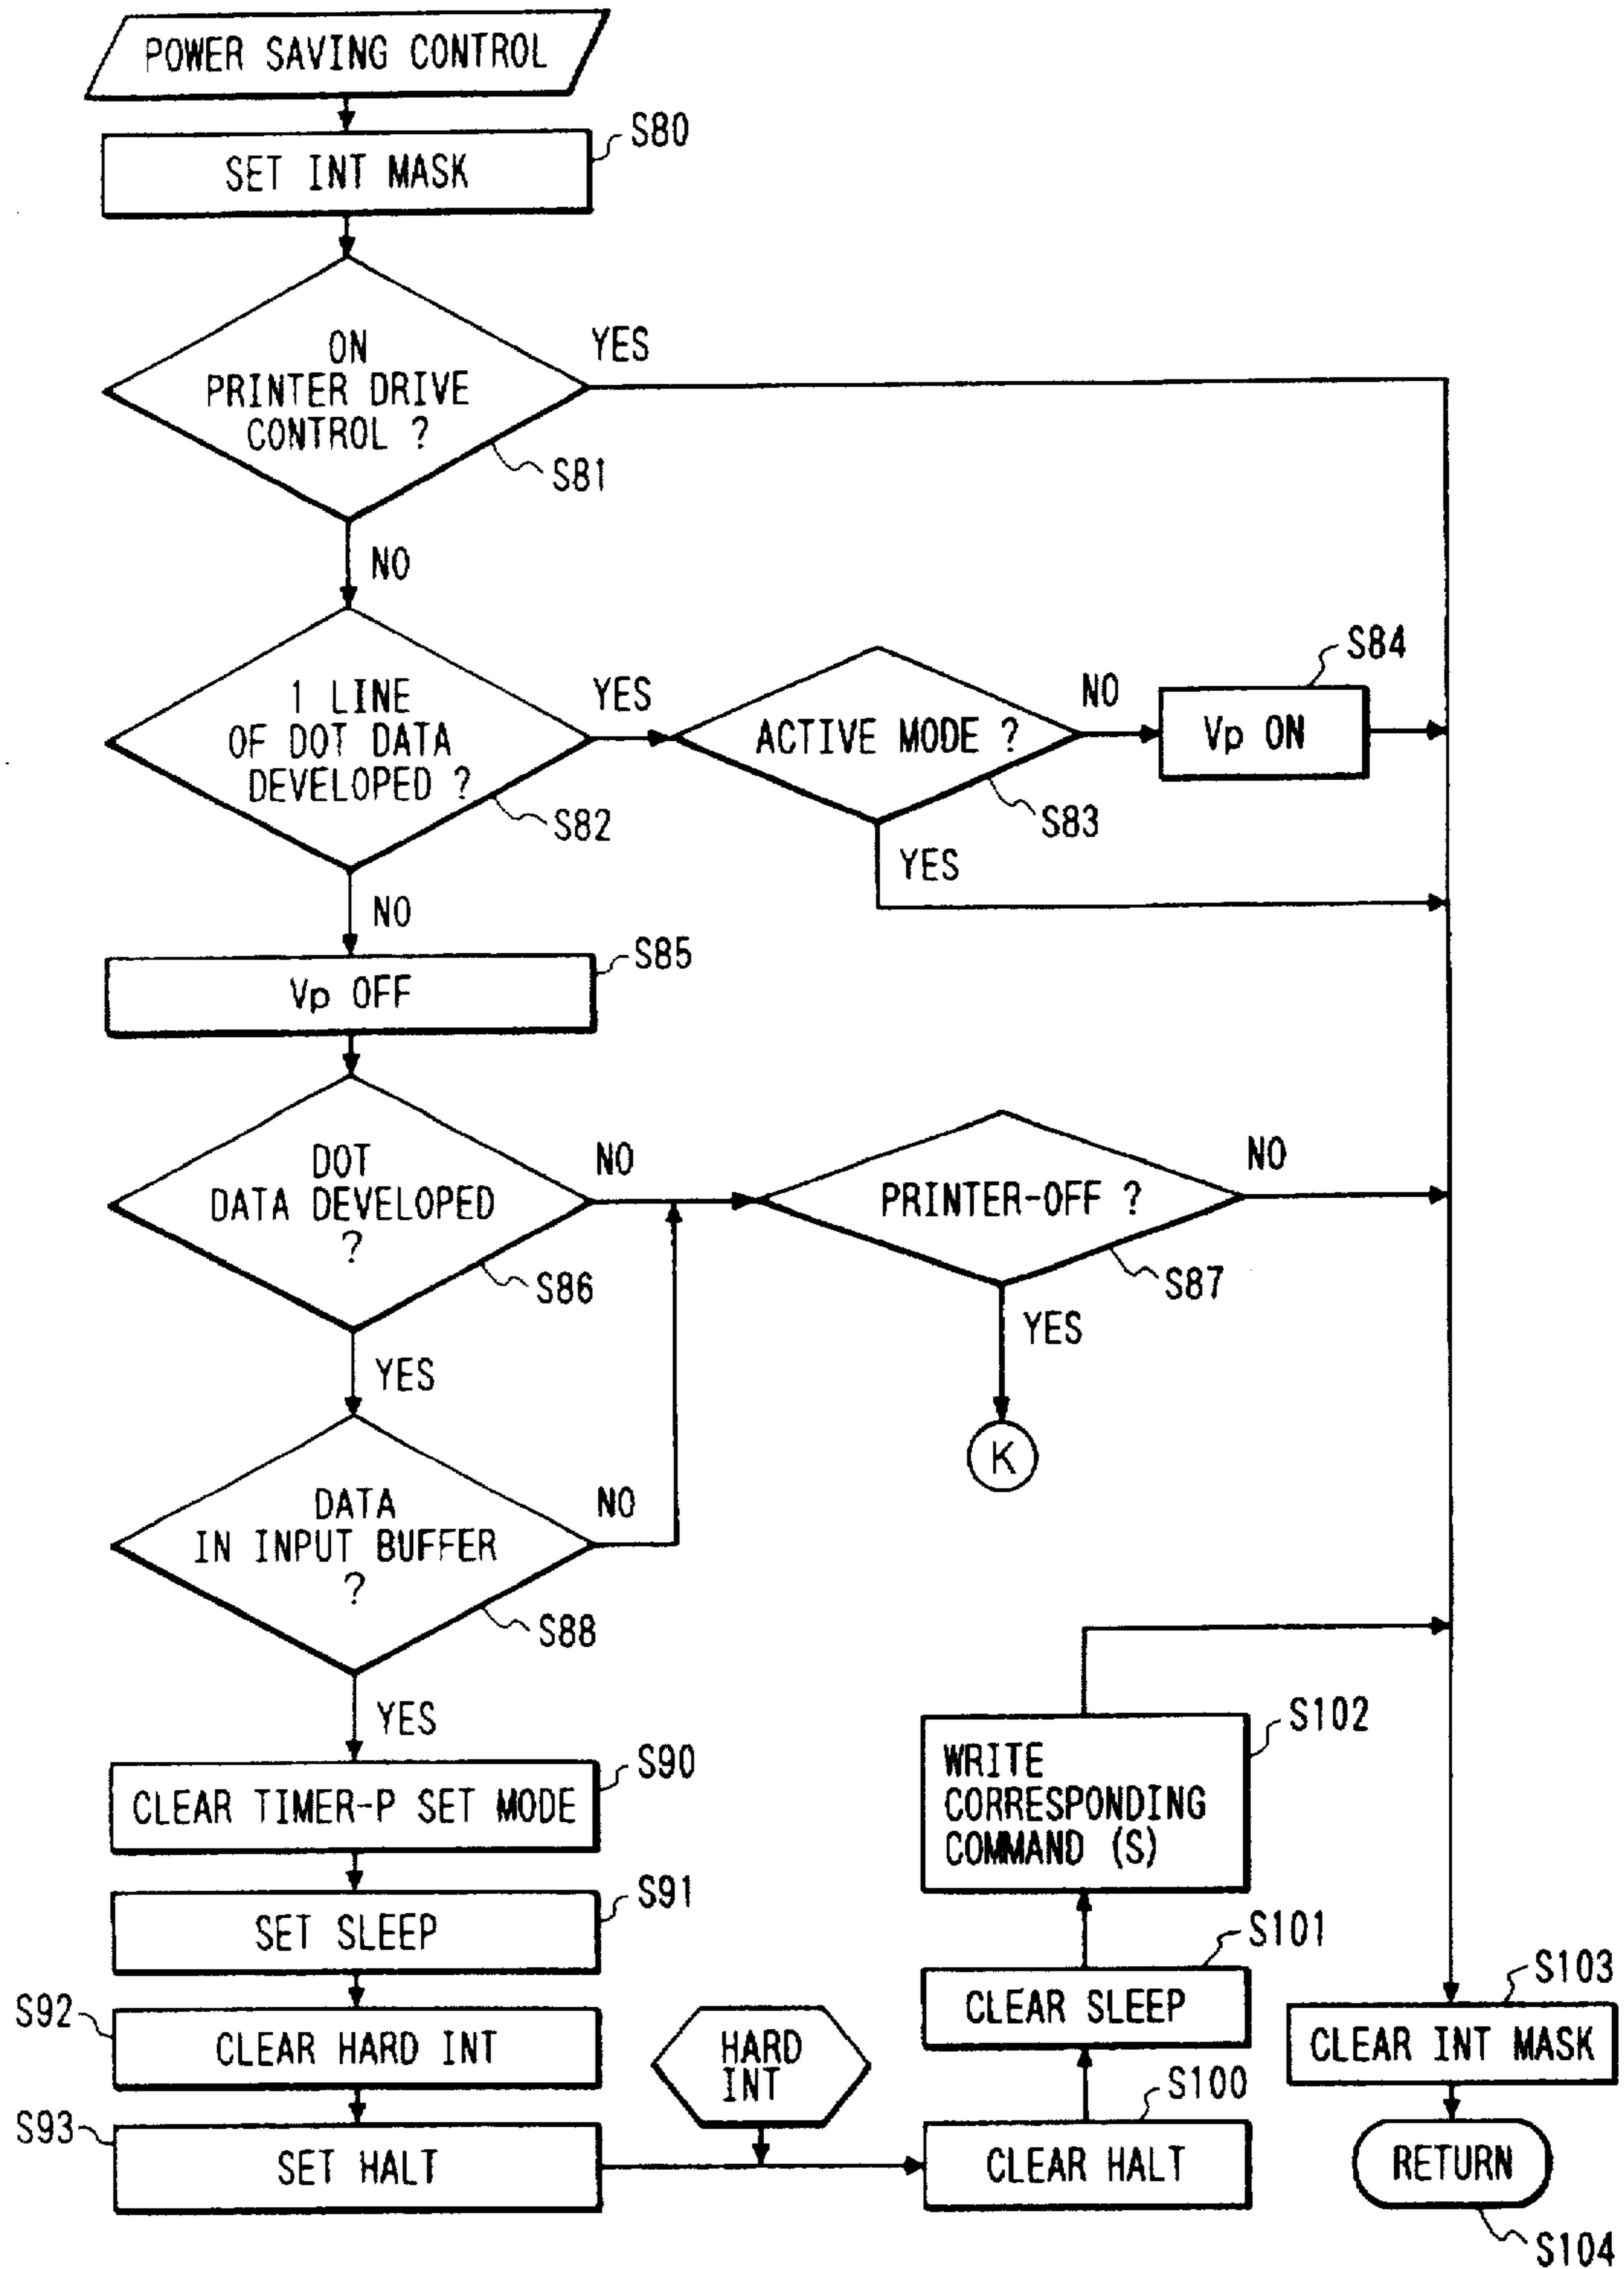 POWER SAVING CONTROL
S80
SET INT MASK
ON
PRINTER DRIVE
CONTROL ?
YES
S81
NO
1 LINE
OF DOT DATA
DEVELOPED ?
YES
S82
ACTIVE MODE ?
NO
S83
YES
S84
Vp ON
NO
S85
Vp OFF
DOT
DATA DEVELOPED
?
NO
S86
PRINTER-OFF ?
NO
S87
YES
K
YES
DATA
IN INPUT BUFFER
?
NO
S88
YES
S90
CLEAR TIMER-P SET MODE
S91
SET SLEEP
S92
CLEAR HARD INT
S93
SET HALT
HARD
INT
S100
CLEAR HALT
S101
CLEAR SLEEP
S102
WRITE
CORRESPONDING
COMMAND (S)
S103
CLEAR INT MASK
RETURN
S104